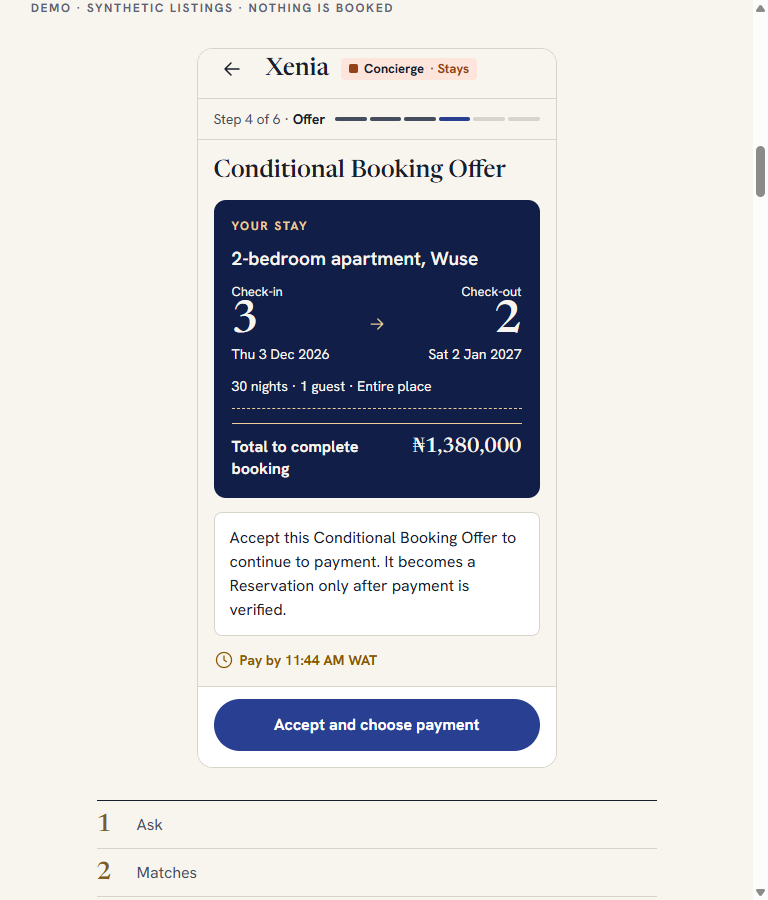 DEMO · SYNTHETIC LISTINGS · NOTHING IS BOOKED
Xenia
Concierge · Stays
Step 4 of 6 · Offer
Conditional Booking Offer
YOUR STAY
2-bedroom apartment, Wuse
Check-in
3
Thu 3 Dec 2026
→
Check-out
2
Sat 2 Jan 2027
30 nights · 1 guest · Entire place
Total to complete
booking
₦1,380,000
Accept this Conditional Booking Offer to
continue to payment. It becomes a
Reservation only after payment is
verified.
Pay by 11:44 AM WAT
Accept and choose payment
1 Ask
2 Matches